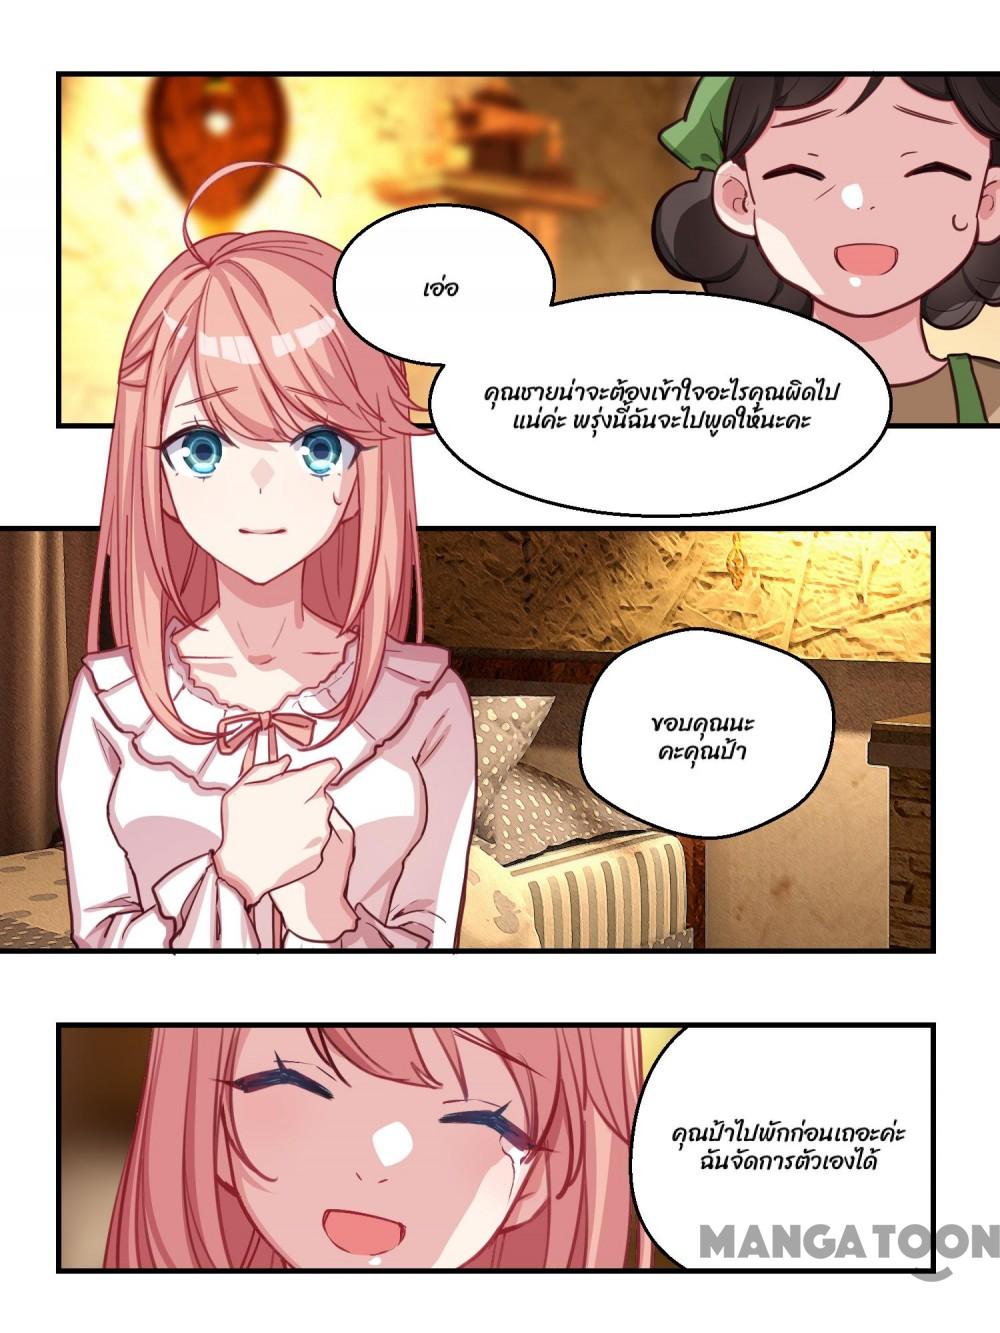 เอ่อ
คุณชายน่าจะต้องเข้าใจอะไรคุณผิดไป
แน่ค่ะ พรุ่งนี้ฉันจะไปพูดให้นะคะ
ขอบคุณนะ
คะคุณป้า
คุณป้าไปพักก่อนเถอะค่ะ
ฉันจัดการตัวเองได้
MANGATOON